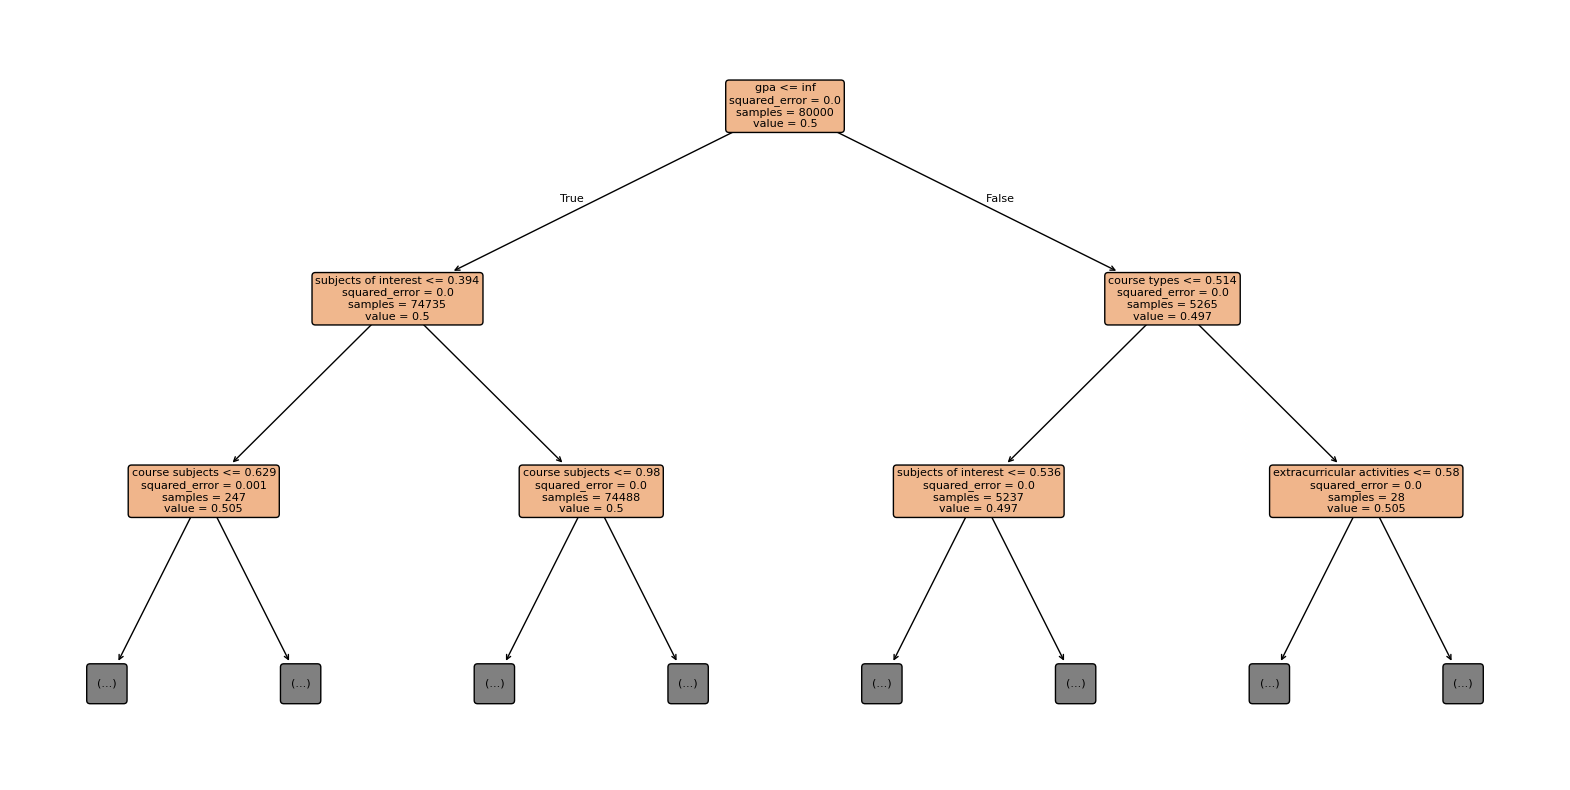 gpa <= inf
squared_error = 0.0
samples = 80000
value = 0.5
True
False
subjects of interest <= 0.394
squared_error = 0.0
samples = 74735
value = 0.5
course types <= 0.514
squared_error = 0.0
samples = 5265
value = 0.497
course subjects <= 0.629
squared_error = 0.001
samples = 247
value = 0.505
course subjects <= 0.98
squared_error = 0.0
samples = 74488
value = 0.5
subjects of interest <= 0.536
squared_error = 0.0
samples = 5237
value = 0.497
extracurricular activities <= 0.58
squared_error = 0.0
samples = 28
value = 0.505
(...)
(...)
(...)
(...)
(...)
(...)
(...)
(...)